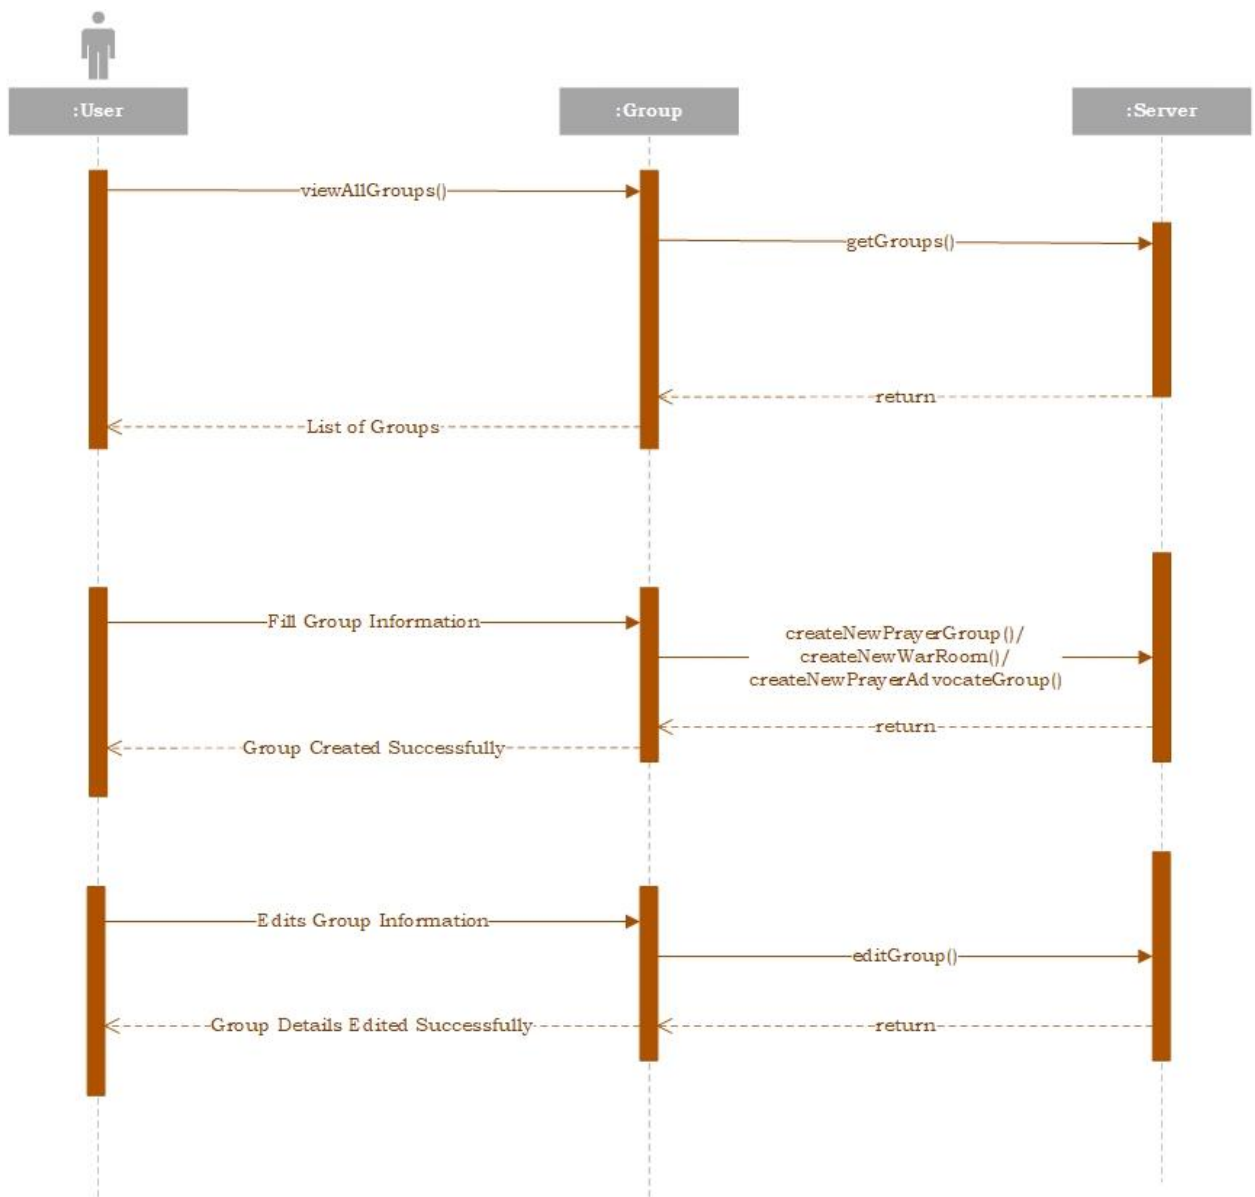 :User
:Group
:Server
viewAllGroups()
getGroups()
return
List of Groups
Fill Group Information
createNewPrayerGroup()/
createNewWarRoom()/
createNewPrayerAdvocateGroup()
return
Group Created Successfully
Edits Group Information
editGroup()
Group Details Edited Successfully
return